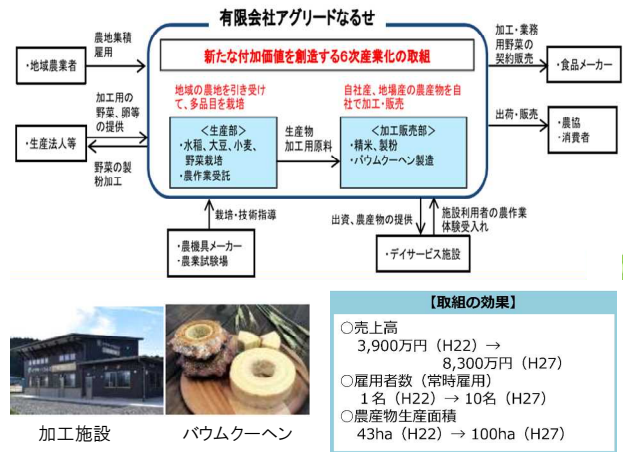 有限会社アグリードなるせ
新たな付加価値を創造する6次産業化の取組
農地集積
雇用
・地域農業者
加工用の
野菜、卵等
の提供
・生産法人等
野菜の製
粉加工
地域の農地を引き受け
て、多品目を栽培
＜生産部＞
・水稲、大豆、小麦、
野菜栽培
・農作業受託
生産物
加工用原料
自社産、地場産の農産物を自
社で加工・販売
＜加工販売部＞
・精米、製粉
・バウムクーヘン製造
加工・業務
用野菜の
契約販売
・食品メーカー
出荷・販売
・農協
・消費者
栽培・技術指導
・農機具メーカー
・農業試験場
出資、農産物の提供
施設利用者の農作業
体験受入れ
・デイサービス施設
加工施設
バウムクーヘン
【取組の効果】
○売上高
3,900万円（H22）→
8,300万円（H27）
○雇用者数（常時雇用）
１名（H22）→ 10名（H27）
○農産物生産面積
43ha（H22）→ 100ha（H27）